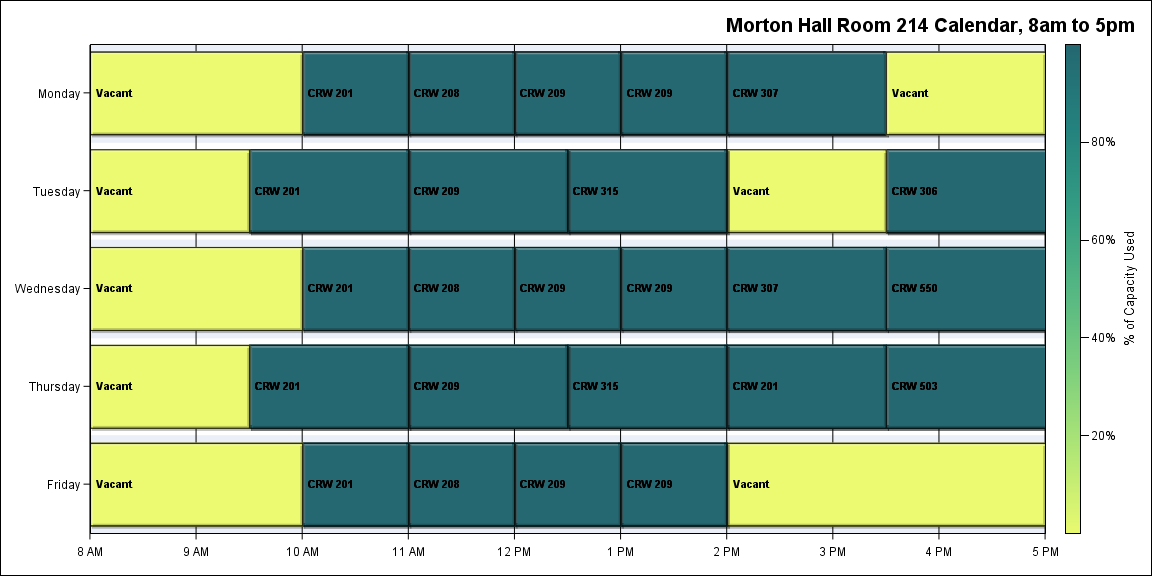 Morton Hall Room 214 Calendar, 8am to 5pm
Monday
Vacant
CRW 201
CRW 208
CRW 209
CRW 209
CRW 307
Vacant
Tuesday
Vacant
CRW 201
CRW 209
CRW 315
Vacant
CRW 306
Wednesday
Vacant
CRW 201
CRW 208
CRW 209
CRW 209
CRW 307
CRW 550
Thursday
Vacant
CRW 201
CRW 209
CRW 315
CRW 201
CRW 503
Friday
Vacant
CRW 201
CRW 208
CRW 209
CRW 209
Vacant
8 AM
9 AM
10 AM
11 AM
12 PM
1 PM
2 PM
3 PM
4 PM
5 PM
80%
60%
40%
20%
% of Capacity Used